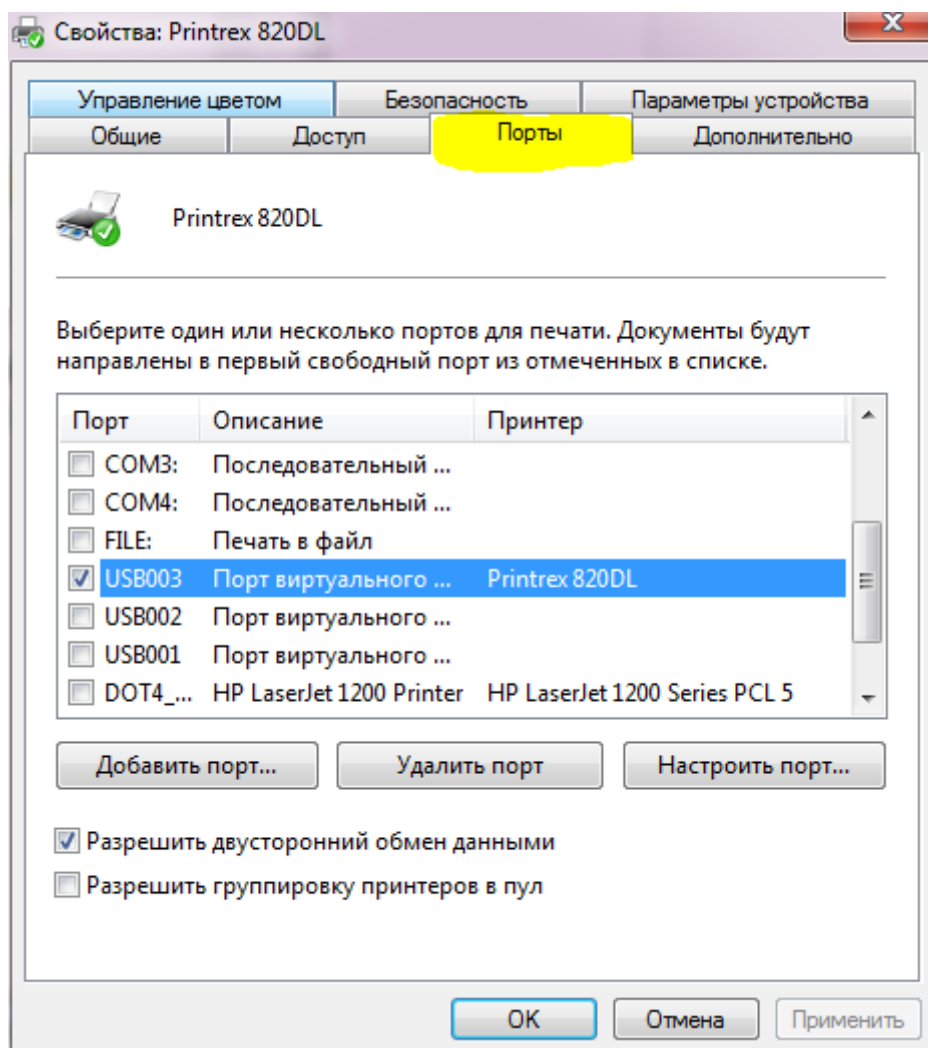 Свойства: Printrex 820DL
Управление цветом Безопасность Параметры устройства
Общие Доступ Порты Дополнительно
Printrex 820DL
Выберите один или несколько портов для печати. Документы будут
направлены в первый свободный порт из отмеченных в списке.
Порт Описание Принтер
COM3: Последовательный ...
COM4: Последовательный ...
FILE: Печать в файл
USB003 Порт виртуального ... Printrex 820DL
USB002 Порт виртуального ...
USB001 Порт виртуального ...
DOT4_... HP LaserJet 1200 Printer HP LaserJet 1200 Series PCL 5
Добавить порт... Удалить порт Настроить порт...
Разрешить двусторонний обмен данными
Разрешить группировку принтеров в пул
OK Отмена Применить